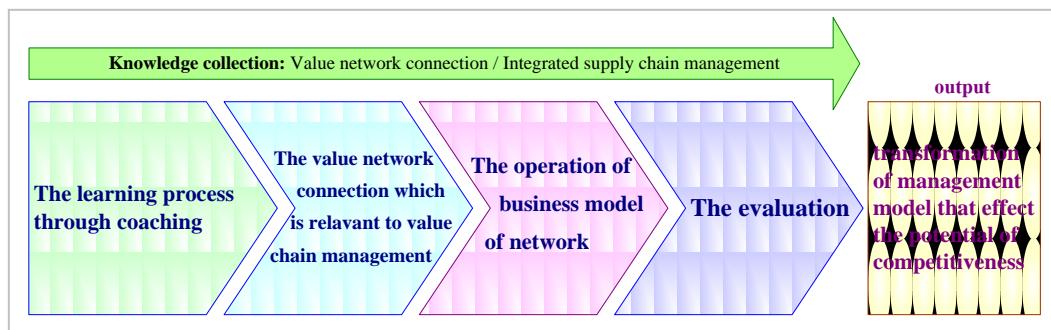 Knowledge collection: Value network connection / Integrated supply chain management
The learning process
through coaching
The value network
connection which
is relavant to value
chain management
The operation of
business model
of network
The evaluation
output
transformation
of management
model that effect
the potential of
competitiveness